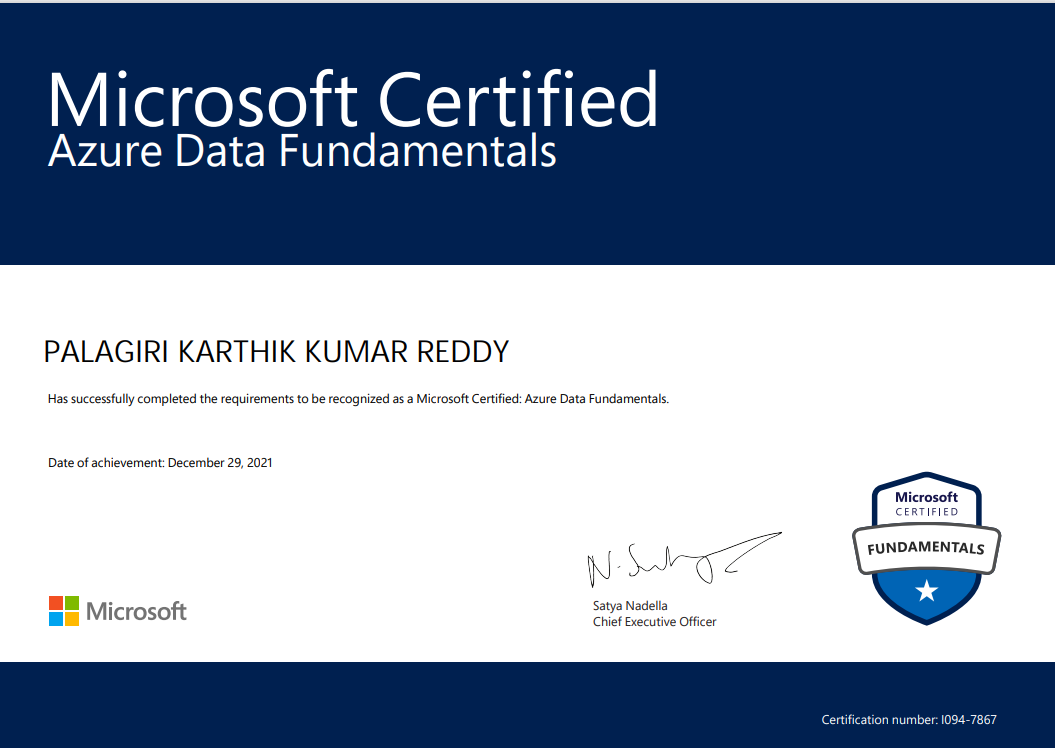 Microsoft Certified
Azure Data Fundamentals
PALAGIRI KARTHIK KUMAR REDDY
Has successfully completed the requirements to be recognized as a Microsoft Certified: Azure Data Fundamentals.
Date of achievement: December 29, 2021
Microsoft
CERTIFIED
FUNDAMENTALS
Satya Nadella
Chief Executive Officer
Microsoft
Certification number: I094-7867